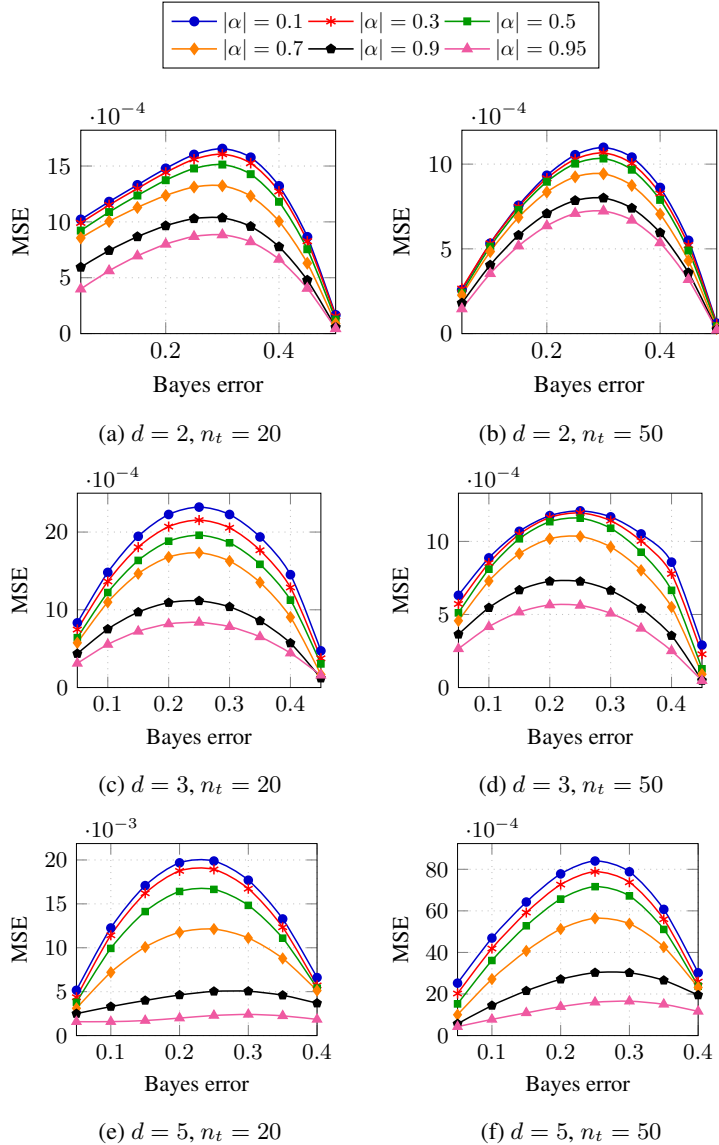 |α| = 0.1 |α| = 0.3 |α| = 0.5
|α| = 0.7 |α| = 0.9 |α| = 0.95
·10⁻⁴
15
10
5
0
MSE
0.2 0.4
Bayes error
(a) d = 2, nₜ = 20
·10⁻⁴
10
5
0
MSE
0.2 0.4
Bayes error
(b) d = 2, nₜ = 50
·10⁻⁴
20
10
0
MSE
0.1 0.2 0.3 0.4
Bayes error
(c) d = 3, nₜ = 20
·10⁻⁴
10
5
0
MSE
0.1 0.2 0.3 0.4
Bayes error
(d) d = 3, nₜ = 50
·10⁻³
20
15
10
5
0
MSE
0.1 0.2 0.3 0.4
Bayes error
(e) d = 5, nₜ = 20
·10⁻⁴
80
60
40
20
0
MSE
0.1 0.2 0.3 0.4
Bayes error
(f) d = 5, nₜ = 50